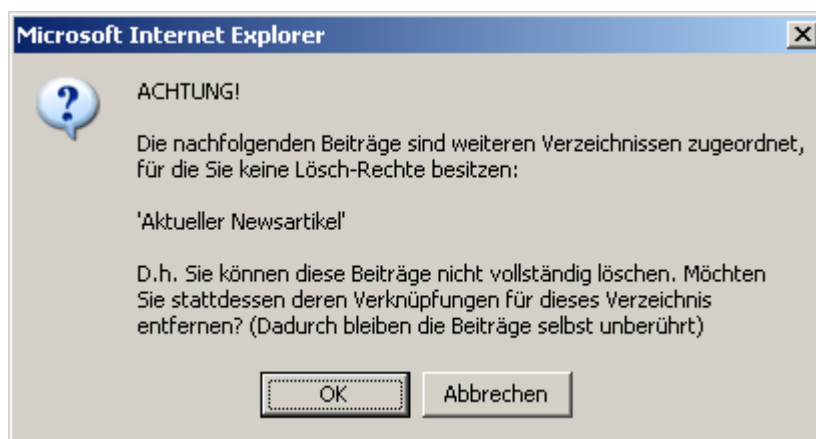 Microsoft Internet Explorer
ACHTUNG!
Die nachfolgenden Beiträge sind weiteren Verzeichnissen zugeordnet,
für die Sie keine Lösch-Rechte besitzen:
'Aktueller Newsartikel'
D.h. Sie können diese Beiträge nicht vollständig löschen. Möchten
Sie stattdessen deren Verknüpfungen für dieses Verzeichnis
entfernen? (Dadurch bleiben die Beiträge selbst unberührt)
OK
Abbrechen